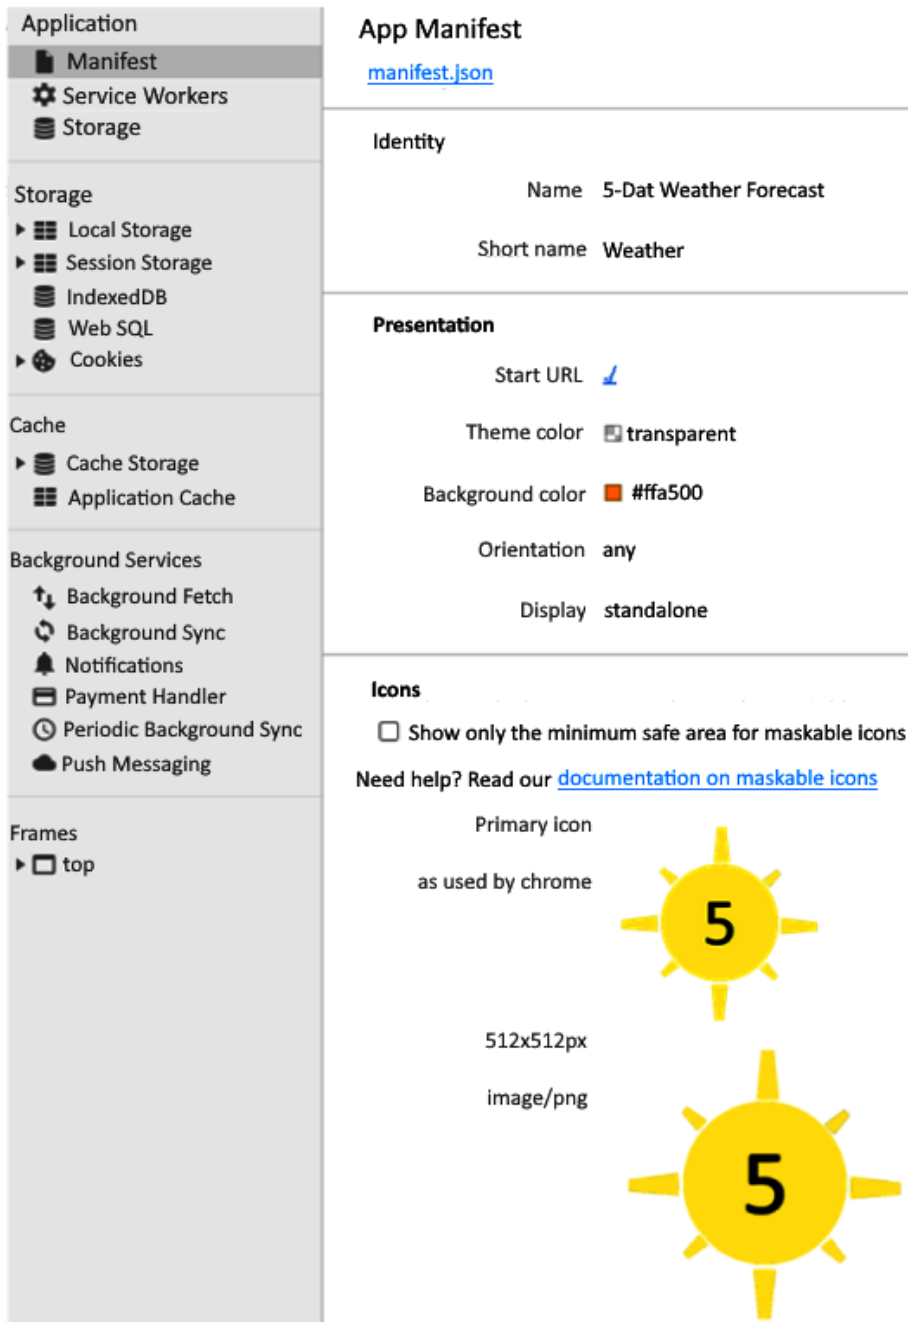 Application
Manifest
Service Workers
Storage
Storage
Local Storage
Session Storage
IndexedDB
Web SQL
Cookies
Cache
Cache Storage
Application Cache
Background Services
Background Fetch
Background Sync
Notifications
Payment Handler
Periodic Background Sync
Push Messaging
Frames
top
App Manifest
manifest.json
Identity
Name 5-Dat Weather Forecast
Short name Weather
Presentation
Start URL
Theme color transparent
Background color #ffa500
Orientation any
Display standalone
Icons
Show only the minimum safe area for maskable icons
Need help? Read our documentation on maskable icons
Primary icon
as used by chrome
5
512x512px
image/png
5